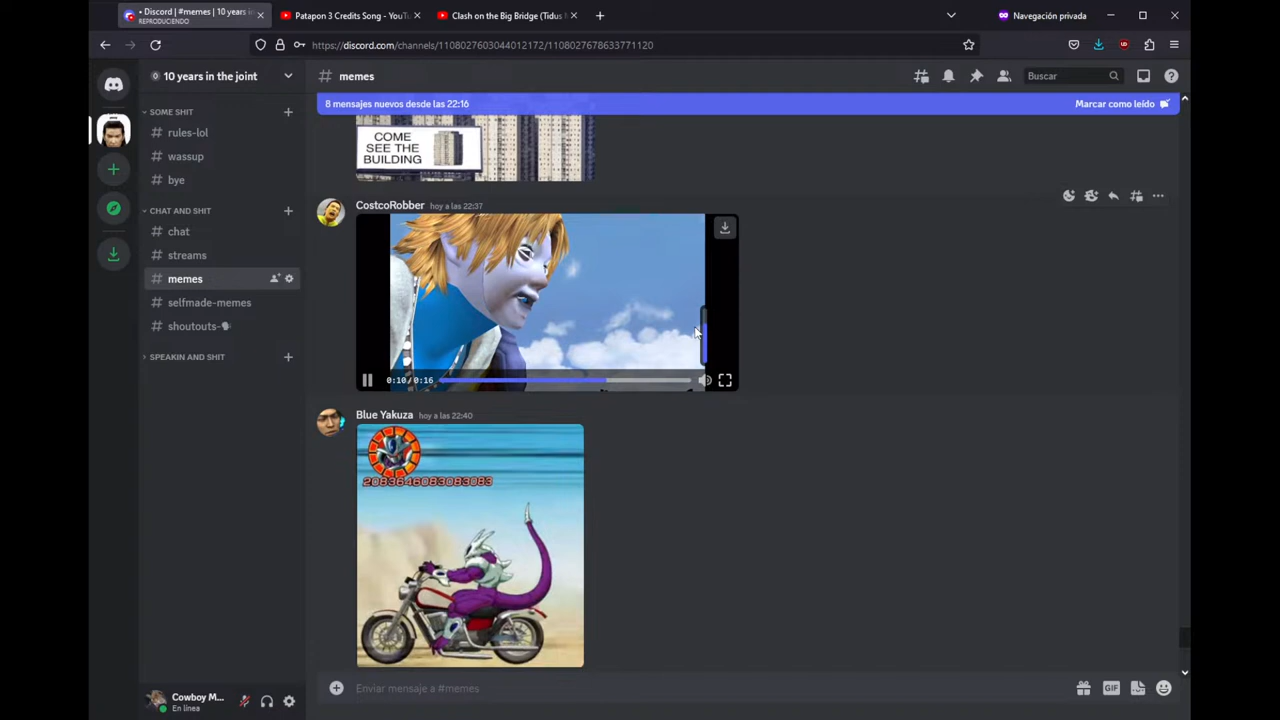 • Discord | #memes | 10 years in
REPRODUCIENDO
Patapon 3 Credits Song - YouTu
Clash on the Big Bridge (Tidus
Navegación privada
https://discord.com/channels/1108027603044012172/1108027678633771120
10 years in the joint
memes
Buscar
8 mensajes nuevos desde las 22:16
Marcar como leído
SOME SHIT
rules-lol
wassup
bye
CHAT AND SHIT
chat
streams
memes
selfmade-memes
shoutouts-🗣
SPEAKIN AND SHIT
COME
SEE THE
BUILDING
CostcoRobber hoy a las 22:37
0:10/0:16
Blue Yakuza hoy a las 22:40
2083646083083083
Cowboy M...
En línea
Enviar mensaje a #memes
GIF